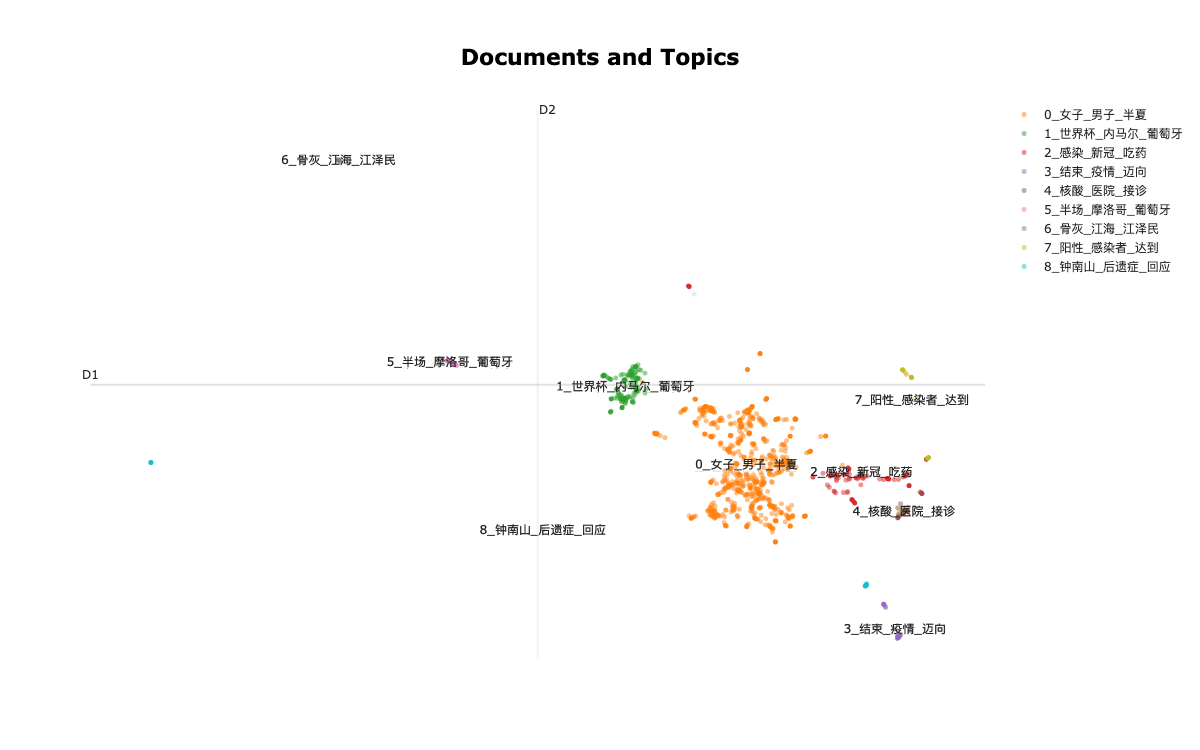 Documents and Topics
D2
D1
0_女子_男子_半夏
1_世界杯_内马尔_葡萄牙
2_感染_新冠_吃药
3_结束_疫情_迈向
4_核酸_医院_接诊
5_半场_摩洛哥_葡萄牙
6_骨灰_江海_江泽民
7_阳性_感染者_达到
8_钟南山_后遗症_回应
6_骨灰_江海_江泽民
5_半场_摩洛哥_葡萄牙
1_世界杯_内马尔_葡萄牙
7_阳性_感染者_达到
0_女子_男子_半夏
2_感染_新冠_吃药
4_核酸_医院_接诊
8_钟南山_后遗症_回应
3_结束_疫情_迈向